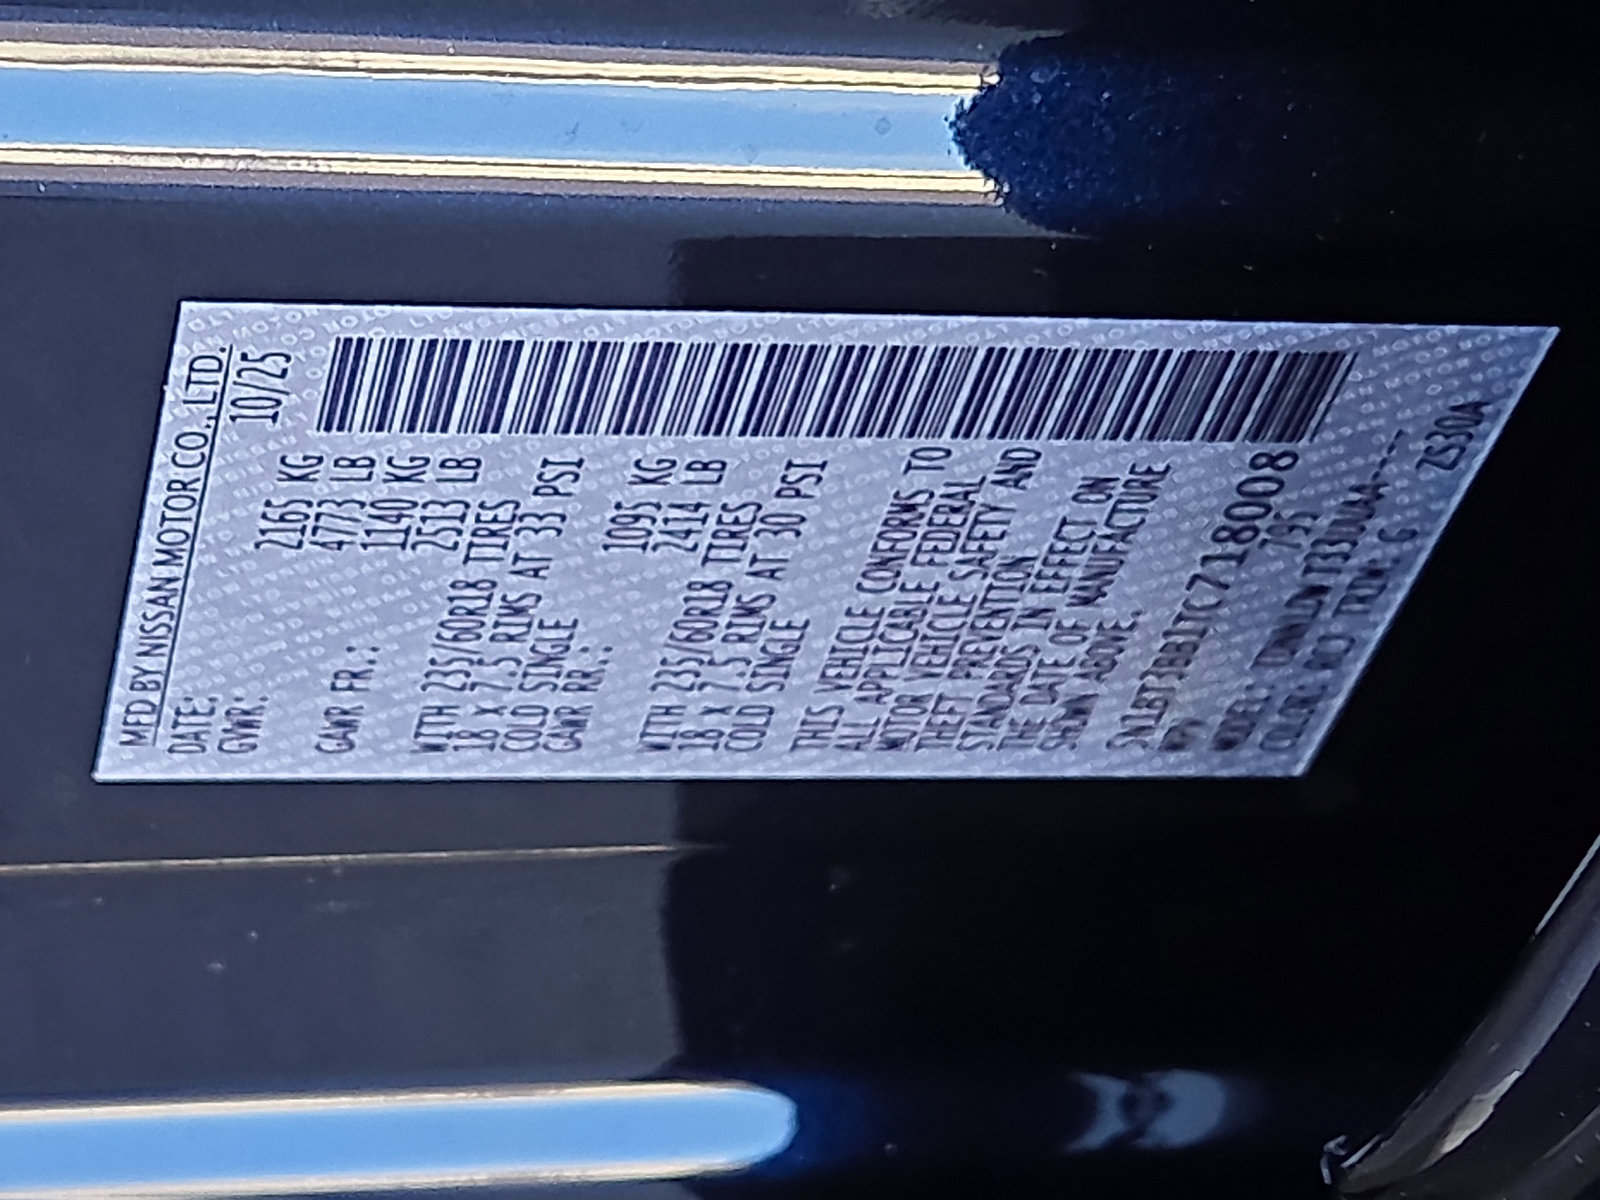 MFD BY NISSAN MOTOR CO., LTD.
DATE: 10/25
GVWR: 2165 KG
4773 LB
GAWR FR.: 1140 KG
2513 LB
WITH 235/60R18 TIRES
18 x 7.5 RIMS AT 33 PSI
COLD SINGLE
GAWR RR.: 1095 KG
2414 LB
WITH 235/60R18 TIRES
18 x 7.5 RIMS AT 30 PSI
COLD SINGLE
THIS VEHICLE CONFORMS TO
ALL APPLICABLE FEDERAL
MOTOR VEHICLE SAFETY AND
THEFT PREVENTION
STANDARDS IN EFFECT ON
THE DATE OF MANUFACTURE
SHOWN ABOVE.
MPV
MODEL:
COLOR: TRIM: G
ZS30A